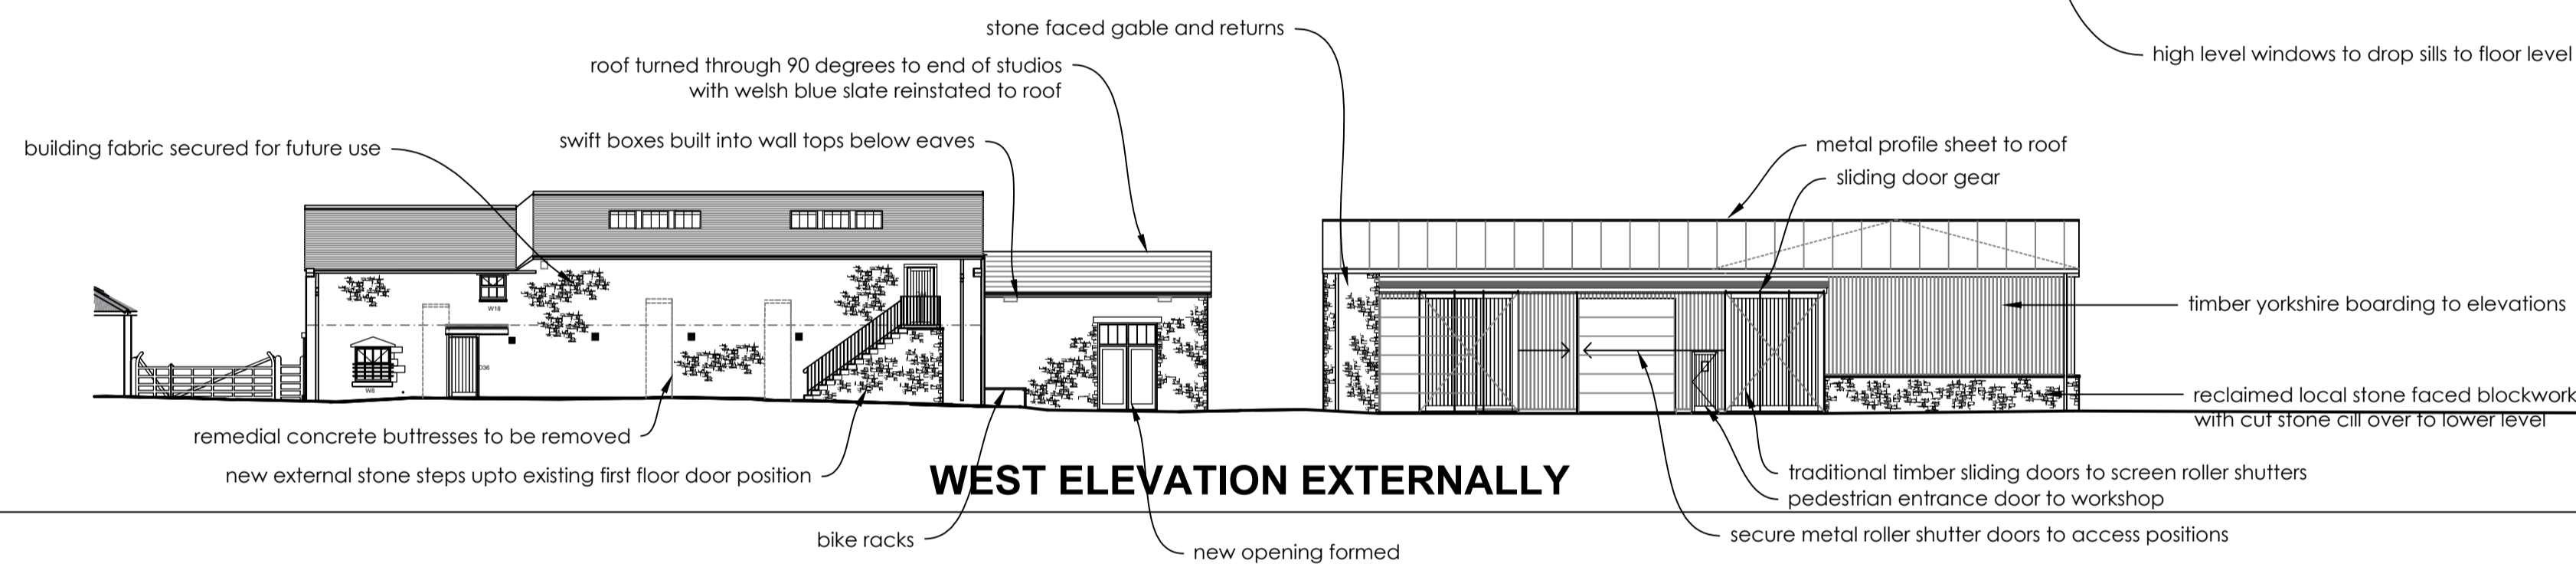 stone faced gable and returns
high level windows to drop sills to floor level
roof turned through 90 degrees to end of studios
with welsh blue slate reinstated to roof
building fabric secured for future use
swift boxes built into wall tops below eaves
metal profile sheet to roof
sliding door gear
timber yorkshire boarding to elevations
W18
D36
W8
reclaimed local stone faced blockwork
with cut stone cill over to lower level
remedial concrete buttresses to be removed
new external stone steps upto existing first floor door position
WEST ELEVATION EXTERNALLY
traditional timber sliding doors to screen roller shutters
pedestrian entrance door to workshop
secure metal roller shutter doors to access positions
bike racks
new opening formed